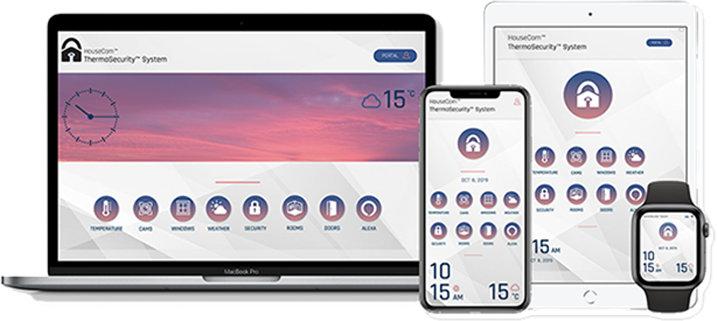 HouseCom™
ThermoSecurity™ System
PORTAL
15°C
TEMPERATURE CAMS WINDOWS WEATHER SECURITY ROOMS DOORS ALEXA
MacBook Pro
HouseCom™
ThermoSecurity™ System
OCT 8, 2019
TEMPERATURE CAMS WINDOWS WEATHER
SECURITY ROOMS DOORS ALEXA
10
15 AM
15°C
HouseCom™
ThermoSecurity™ System
PORTAL
TEMPERATURE CAMS WINDOWS WEATHER
SECURITY ROOMS DOORS
15 AM
OCT 8, 2019
10
15 AM
15°C